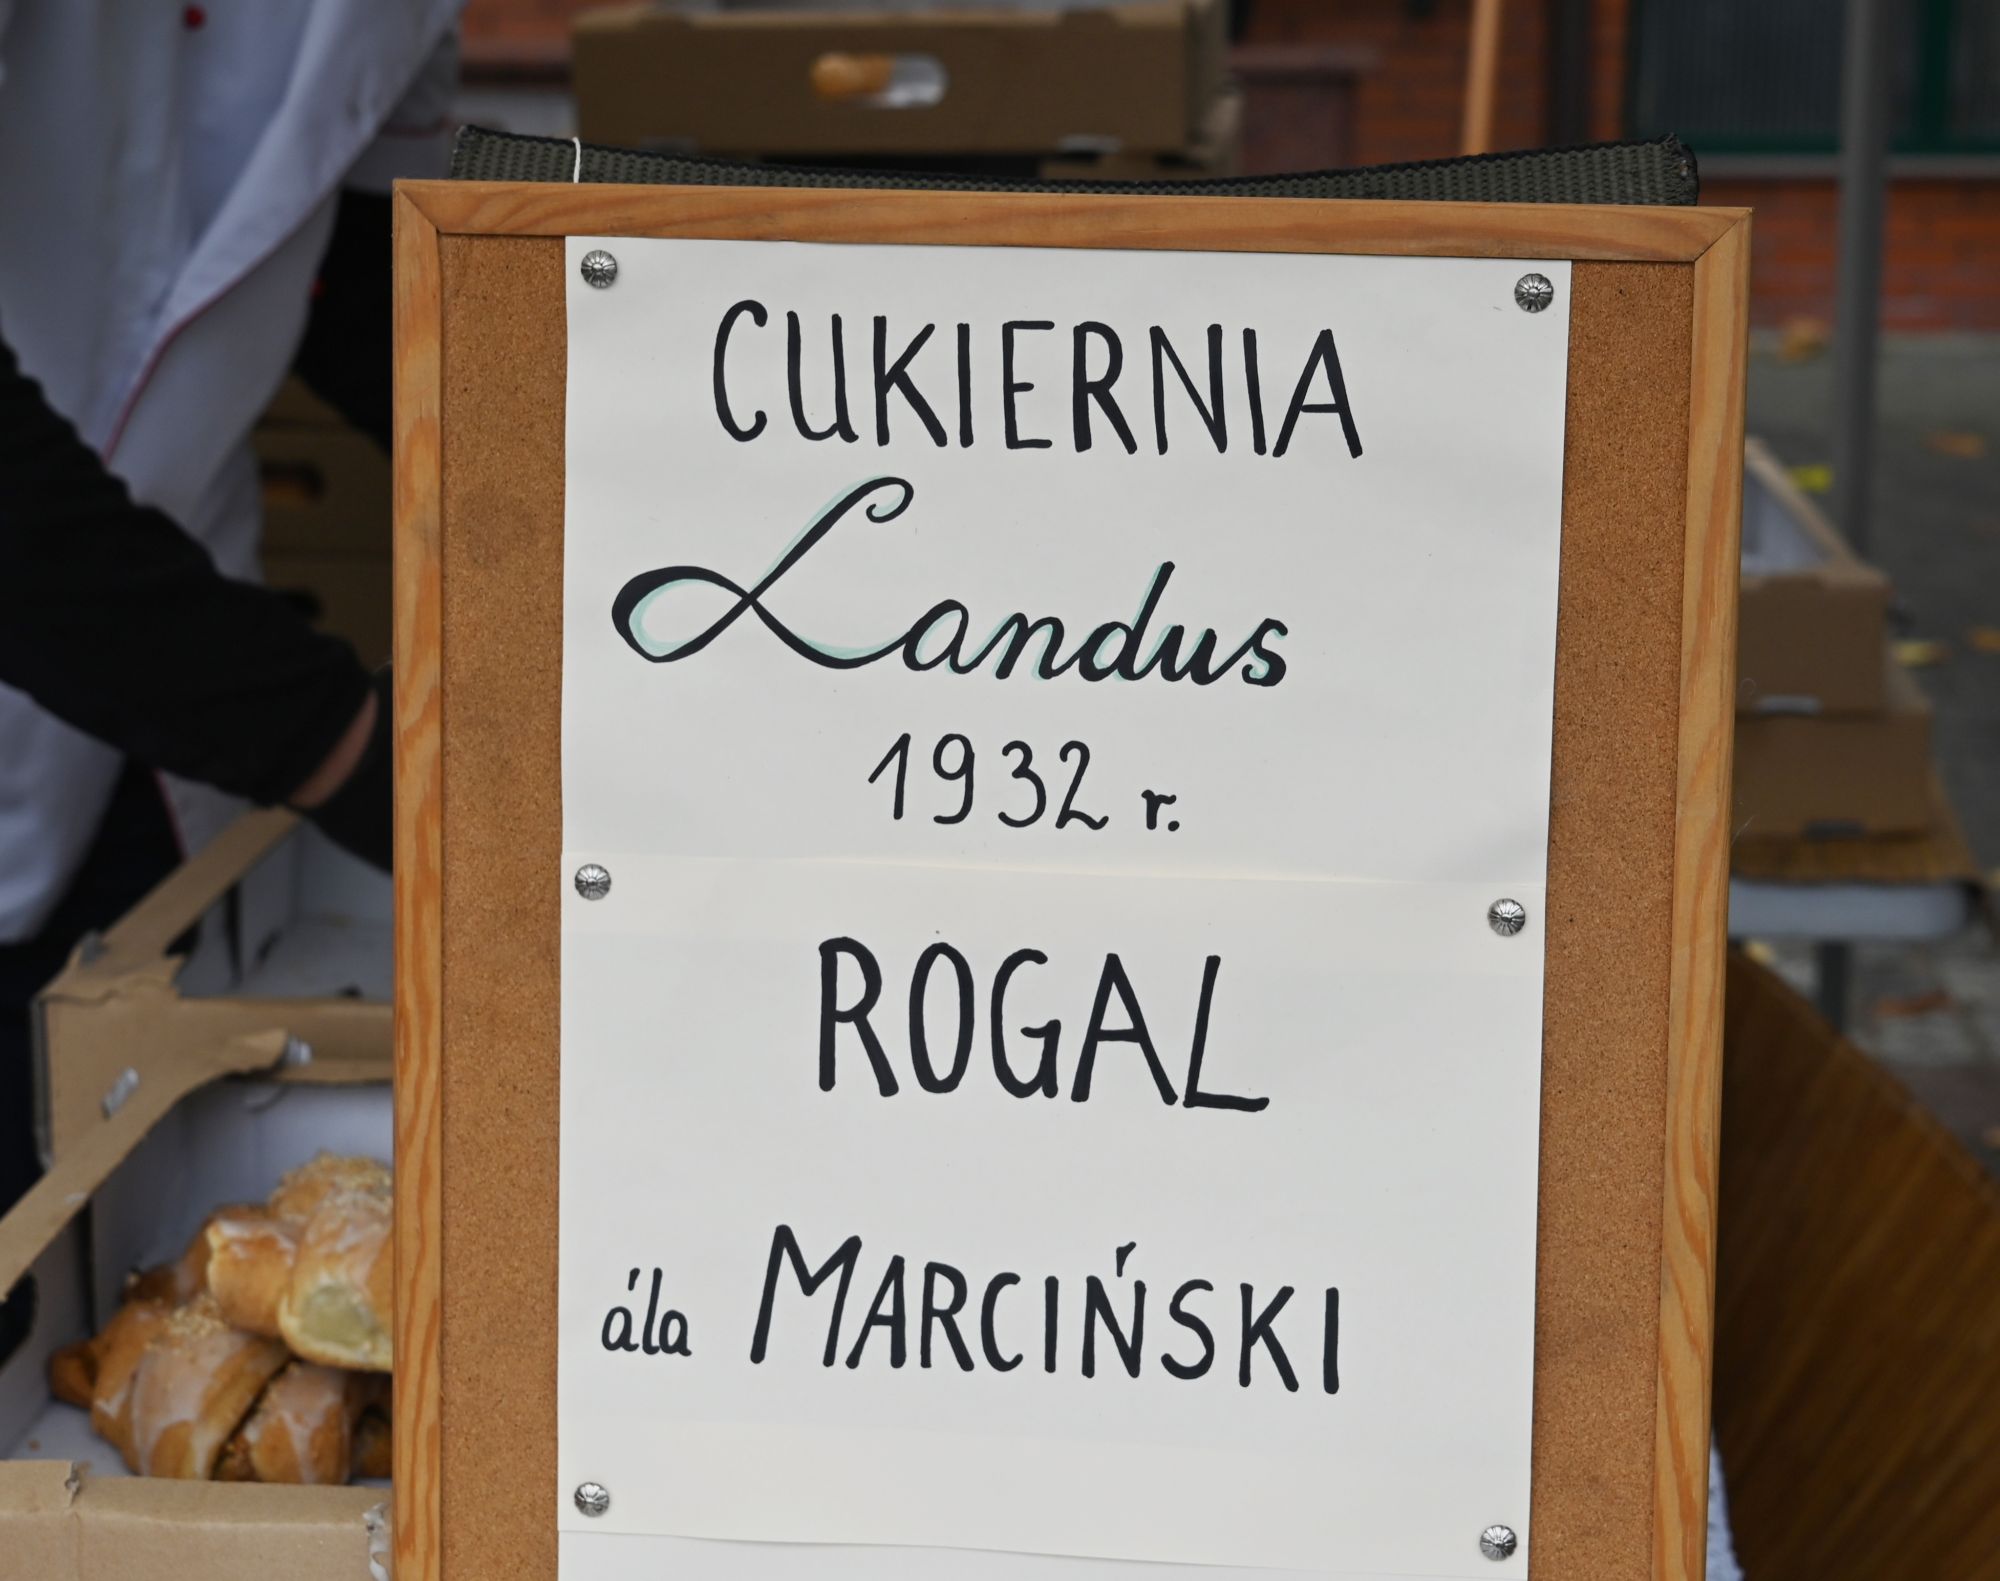 CUKIERNIA
Landus
1932 r.
ROGAL
ála MARCIŃSKI